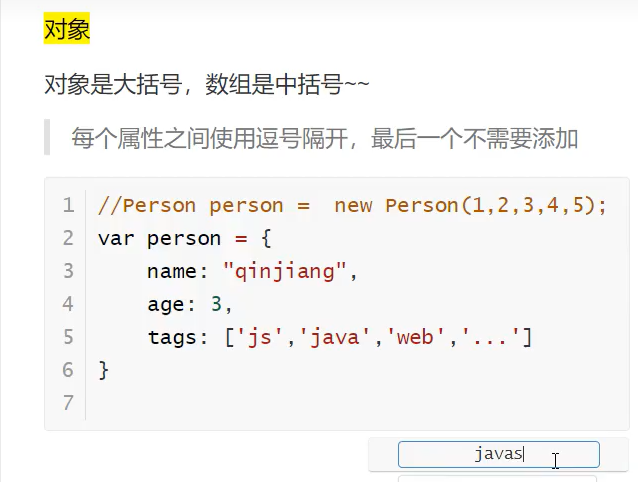 对象
对象是大括号，数组是中括号~~
每个属性之间使用逗号隔开，最后一个不需要添加
1 //Person person =  new Person(1,2,3,4,5);
2 var person = {
3     name: "qinjiang",
4     age: 3,
5     tags: ['js','java','web','...']
6 }
7
javas